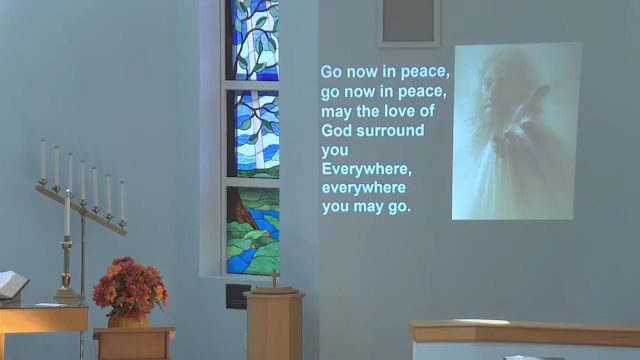 Go now in peace,
go now in peace,
may the love of
God surround
you
Everywhere,
everywhere
you may go.